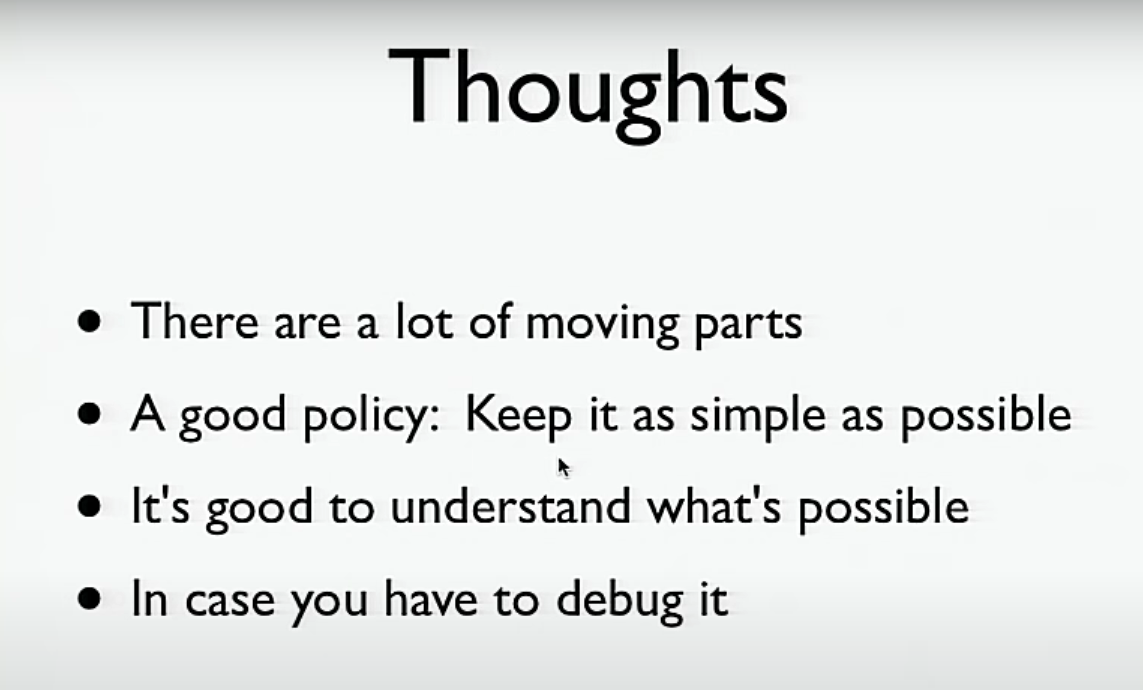 Thoughts
• There are a lot of moving parts
• A good policy:  Keep it as simple as possible
• It's good to understand what's possible
• In case you have to debug it